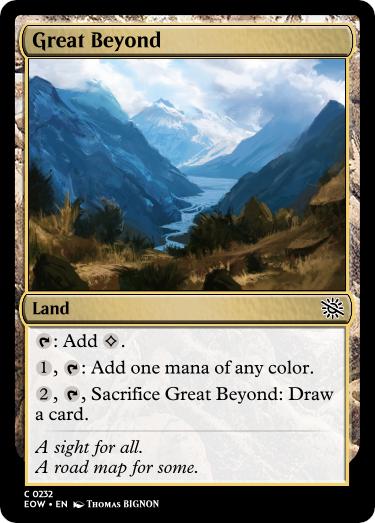 Great Beyond
Land
: Add .
1, : Add one mana of any color.
2, , Sacrifice Great Beyond: Draw
a card.
A sight for all.
A road map for some.
C 0232
EOW • EN Thomas BIGNON